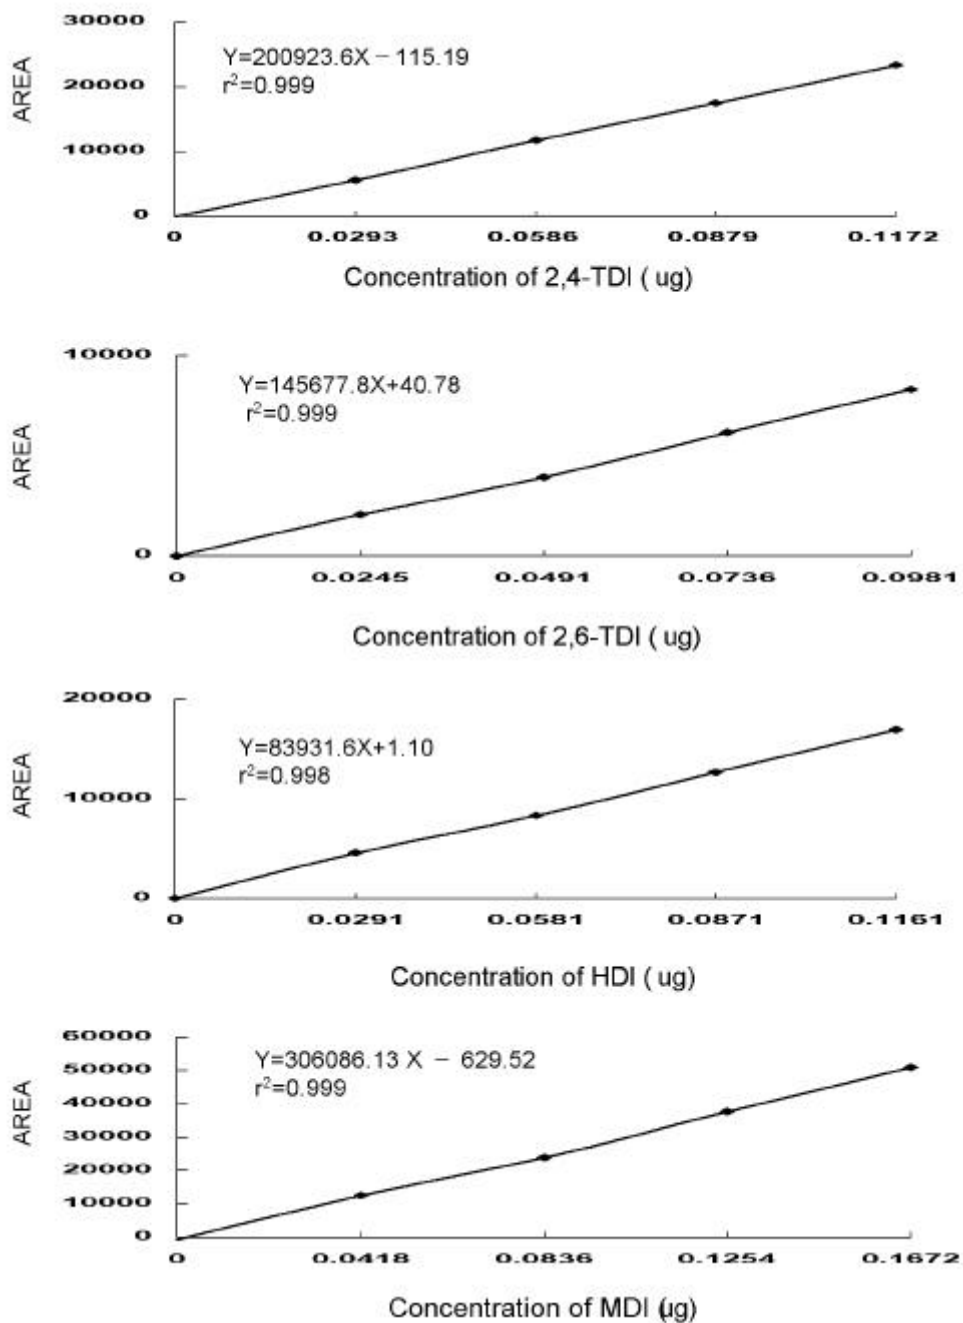 30000
Y=200923.6X – 115.19
r²=0.999
20000
AREA
10000
0
0 0.0293 0.0586 0.0879 0.1172
Concentration of 2,4-TDI ( ug)
10000
Y=145677.8X+40.78
r²=0.999
AREA
0
0 0.0245 0.0491 0.0736 0.0981
Concentration of 2,6-TDI ( ug)
20000
Y=83931.6X+1.10
r²=0.998
AREA
10000
0
0 0.0291 0.0581 0.0871 0.1161
Concentration of HDI ( ug)
60000
Y=306086.13 X – 629.52
r²=0.999
50000
AREA
40000
30000
20000
10000
0
0 0.0418 0.0836 0.1254 0.1672
Concentration of MDI (µg)